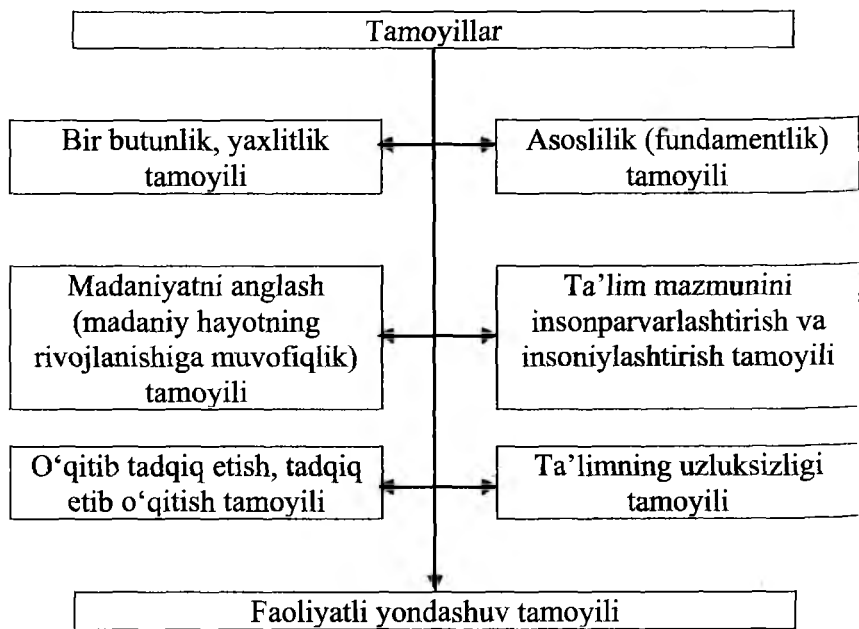 Tamoyillar
Bir butunlik, yaxlitlik
tamoyili
Asoslilik (fundamentlik)
tamoyili
Madaniyatni anglash
(madaniy hayotning
rivojlanishiga muvofiqlik)
tamoyili
Ta’lim mazmunini
insonparvarlashtirish va
insoniylashtirish tamoyili
O‘qitib tadqiq etish, tadqiq
etib o‘qitish tamoyili
Ta’limning uzluksizligi
tamoyili
Faoliyatli yondashuv tamoyili